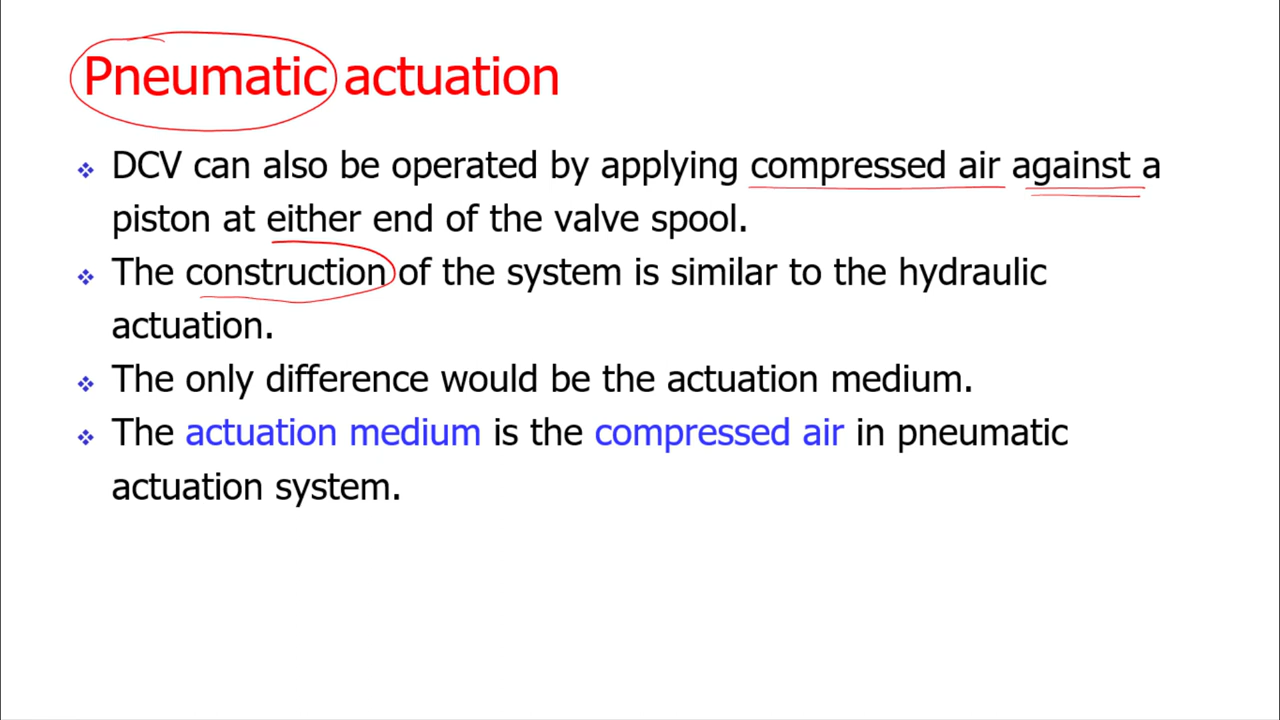 Pneumatic actuation
DCV can also be operated by applying compressed air against a
piston at either end of the valve spool.
The construction of the system is similar to the hydraulic
actuation.
The only difference would be the actuation medium.
The actuation medium is the compressed air in pneumatic
actuation system.